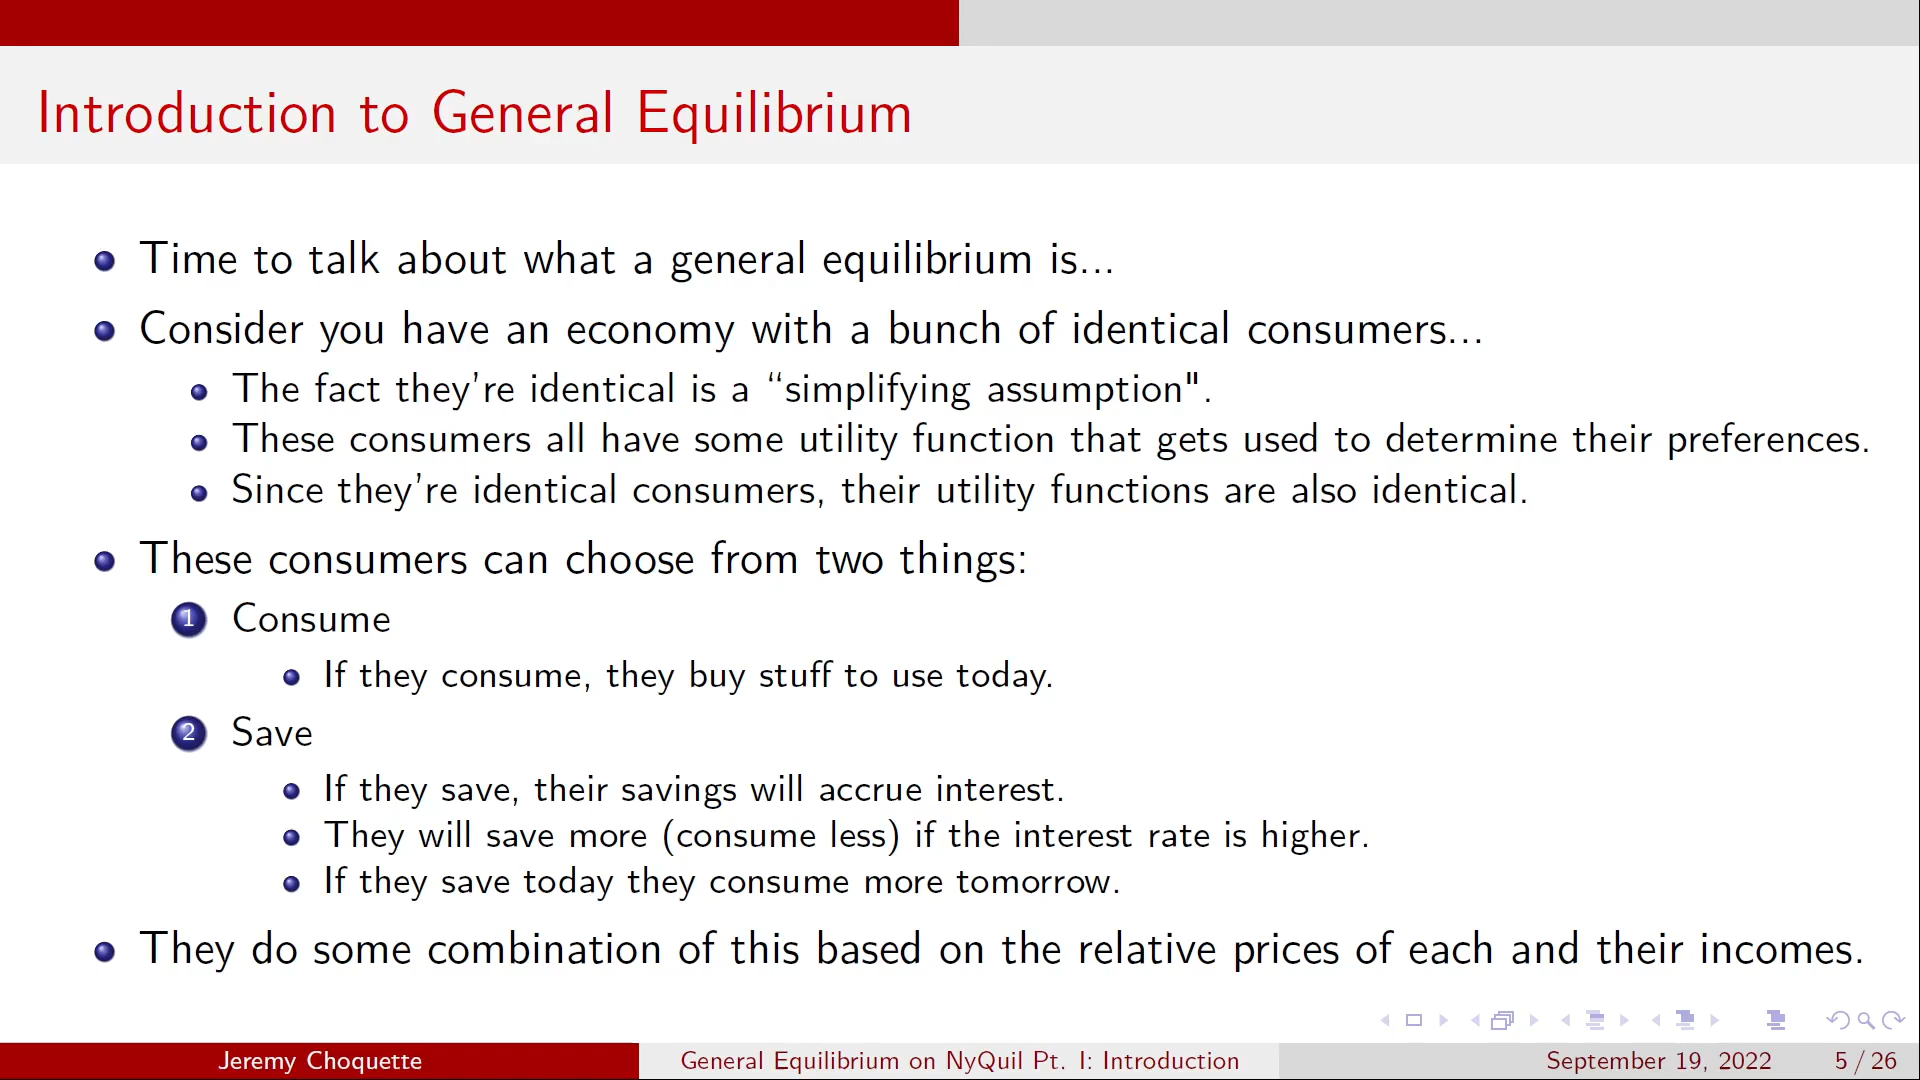 Introduction to General Equilibrium
Time to talk about what a general equilibrium is...
Consider you have an economy with a bunch of identical consumers...
The fact they're identical is a “simplifying assumption".
These consumers all have some utility function that gets used to determine their preferences.
Since they're identical consumers, their utility functions are also identical.
These consumers can choose from two things:
1 Consume
If they consume, they buy stuff to use today.
2 Save
If they save, their savings will accrue interest.
They will save more (consume less) if the interest rate is higher.
If they save today they consume more tomorrow.
They do some combination of this based on the relative prices of each and their incomes.
Jeremy Choquette General Equilibrium on NyQuil Pt. I: Introduction September 19, 2022 5 / 26